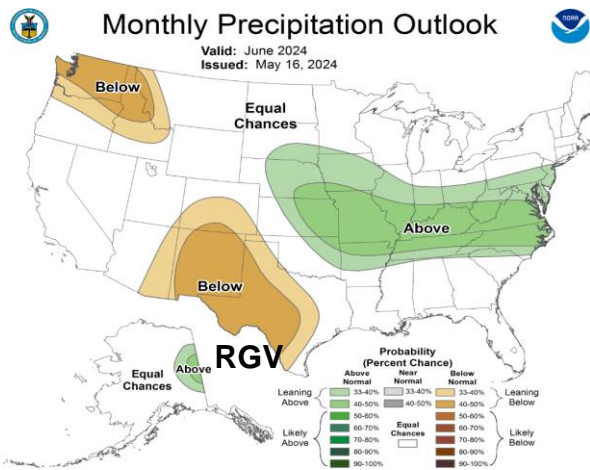 Monthly Precipitation Outlook
Valid: June 2024
Issued: May 16, 2024
NOAA
Below
Equal
Chances
Above
Below
RGV
Equal
Chances
Above
Probability
(Percent Chance)
Above
Normal
Near
Normal
Below
Normal
Leaning
Above
33-40%
33-40%
33-40%
Leaning
Below
40-50%
40-50%
40-50%
Likely
Above
50-60%
50-60%
Likely
Below
60-70%
60-70%
70-80%
Equal
Chances
70-80%
80-90%
80-90%
90-100%
90-100%